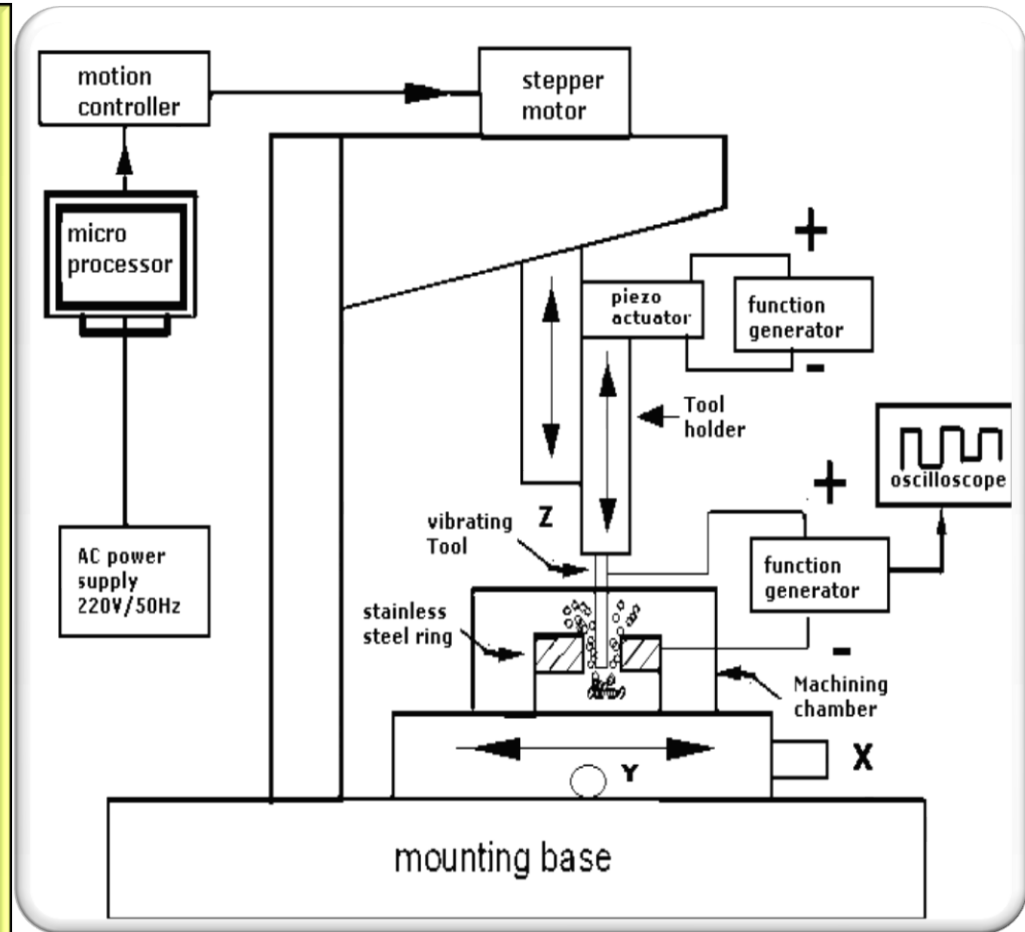 motion
controller
stepper
motor
micro
processor
+
piezo
actuator
function
generator
-
Tool
holder
oscilloscope
+
Z
vibrating
Tool
AC power
supply
220V/50Hz
function
generator
stainless
steel ring
-
Machining
chamber
X
Y
mounting base